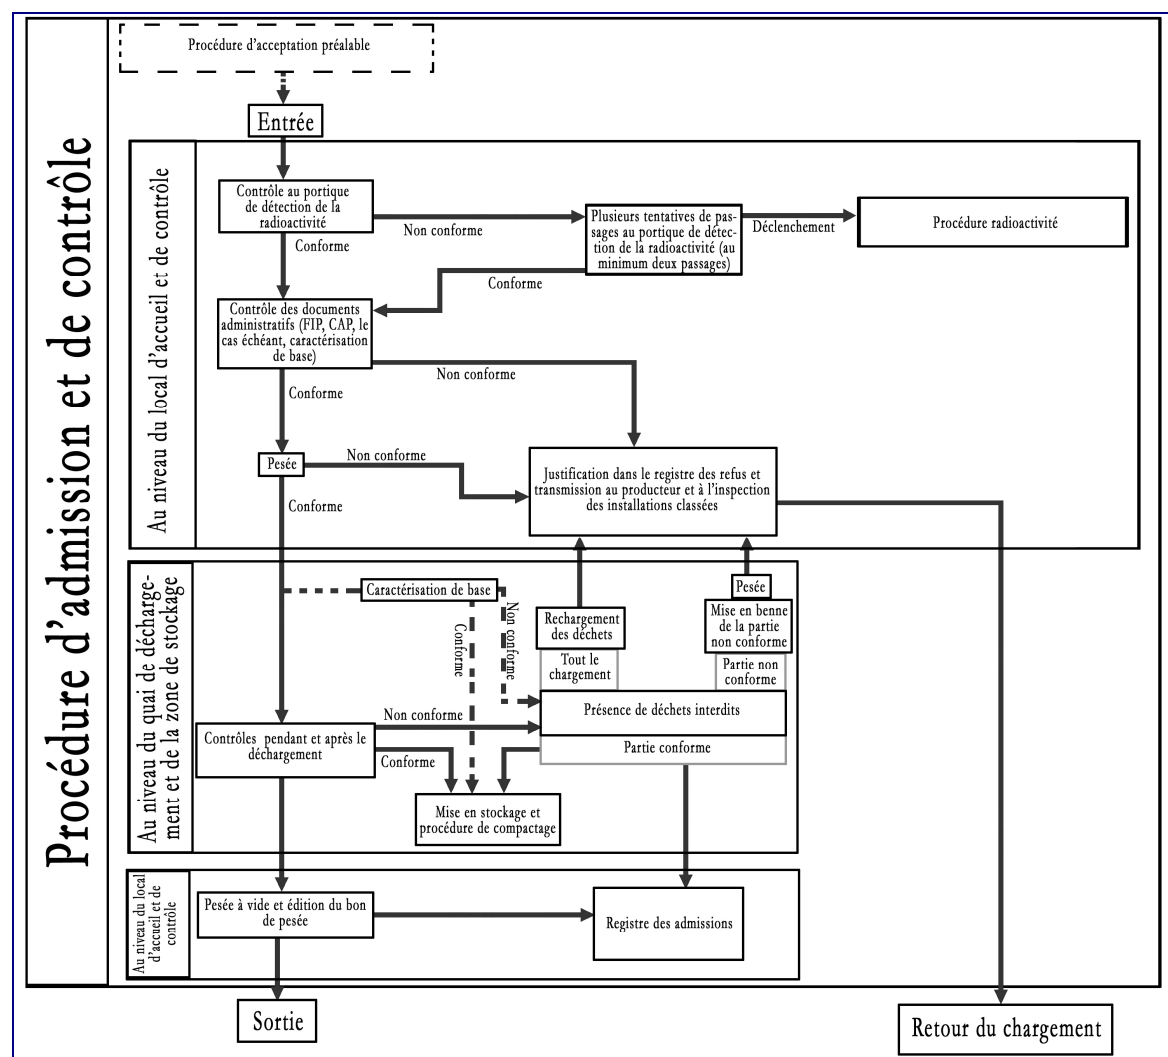 Procédure d'admission et de contrôle
Procédure d'acceptation préalable
Entrée
Au niveau du local d'accueil et de contrôle
Contrôle au portique
de détection de la
radioactivité
Non conforme
Plusieurs tentatives de pas-
sages au portique de détec-
tion de la radioactivité (au
minimum deux passages)
Déclenchement
Procédure radioactivité
Conforme
Conforme
Contrôle des documents
administratifs (FIP, CAP, le
cas échéant, caractérisation
de base)
Non conforme
Conforme
Pesée
Non conforme
Justification dans le registre des refus et
transmission au producteur et à l'inspection
des installations classées
Conforme
Au niveau du quai de décharge-
ment et de la zone de stockage
Caractérisation de base
Conforme
Non conforme
Rechargement
des déchets
Tout le
chargement
Pesée
Mise en benne
de la partie
non conforme
Partie non
conforme
Présence de déchets interdits
Partie conforme
Non conforme
Contrôles pendant et après le
déchargement
Conforme
Mise en stockage et
procédure de compactage
Au niveau du local
d'accueil et de
contrôle
Pesée à vide et édition du bon
de pesée
Registre des admissions
Sortie
Retour du chargement